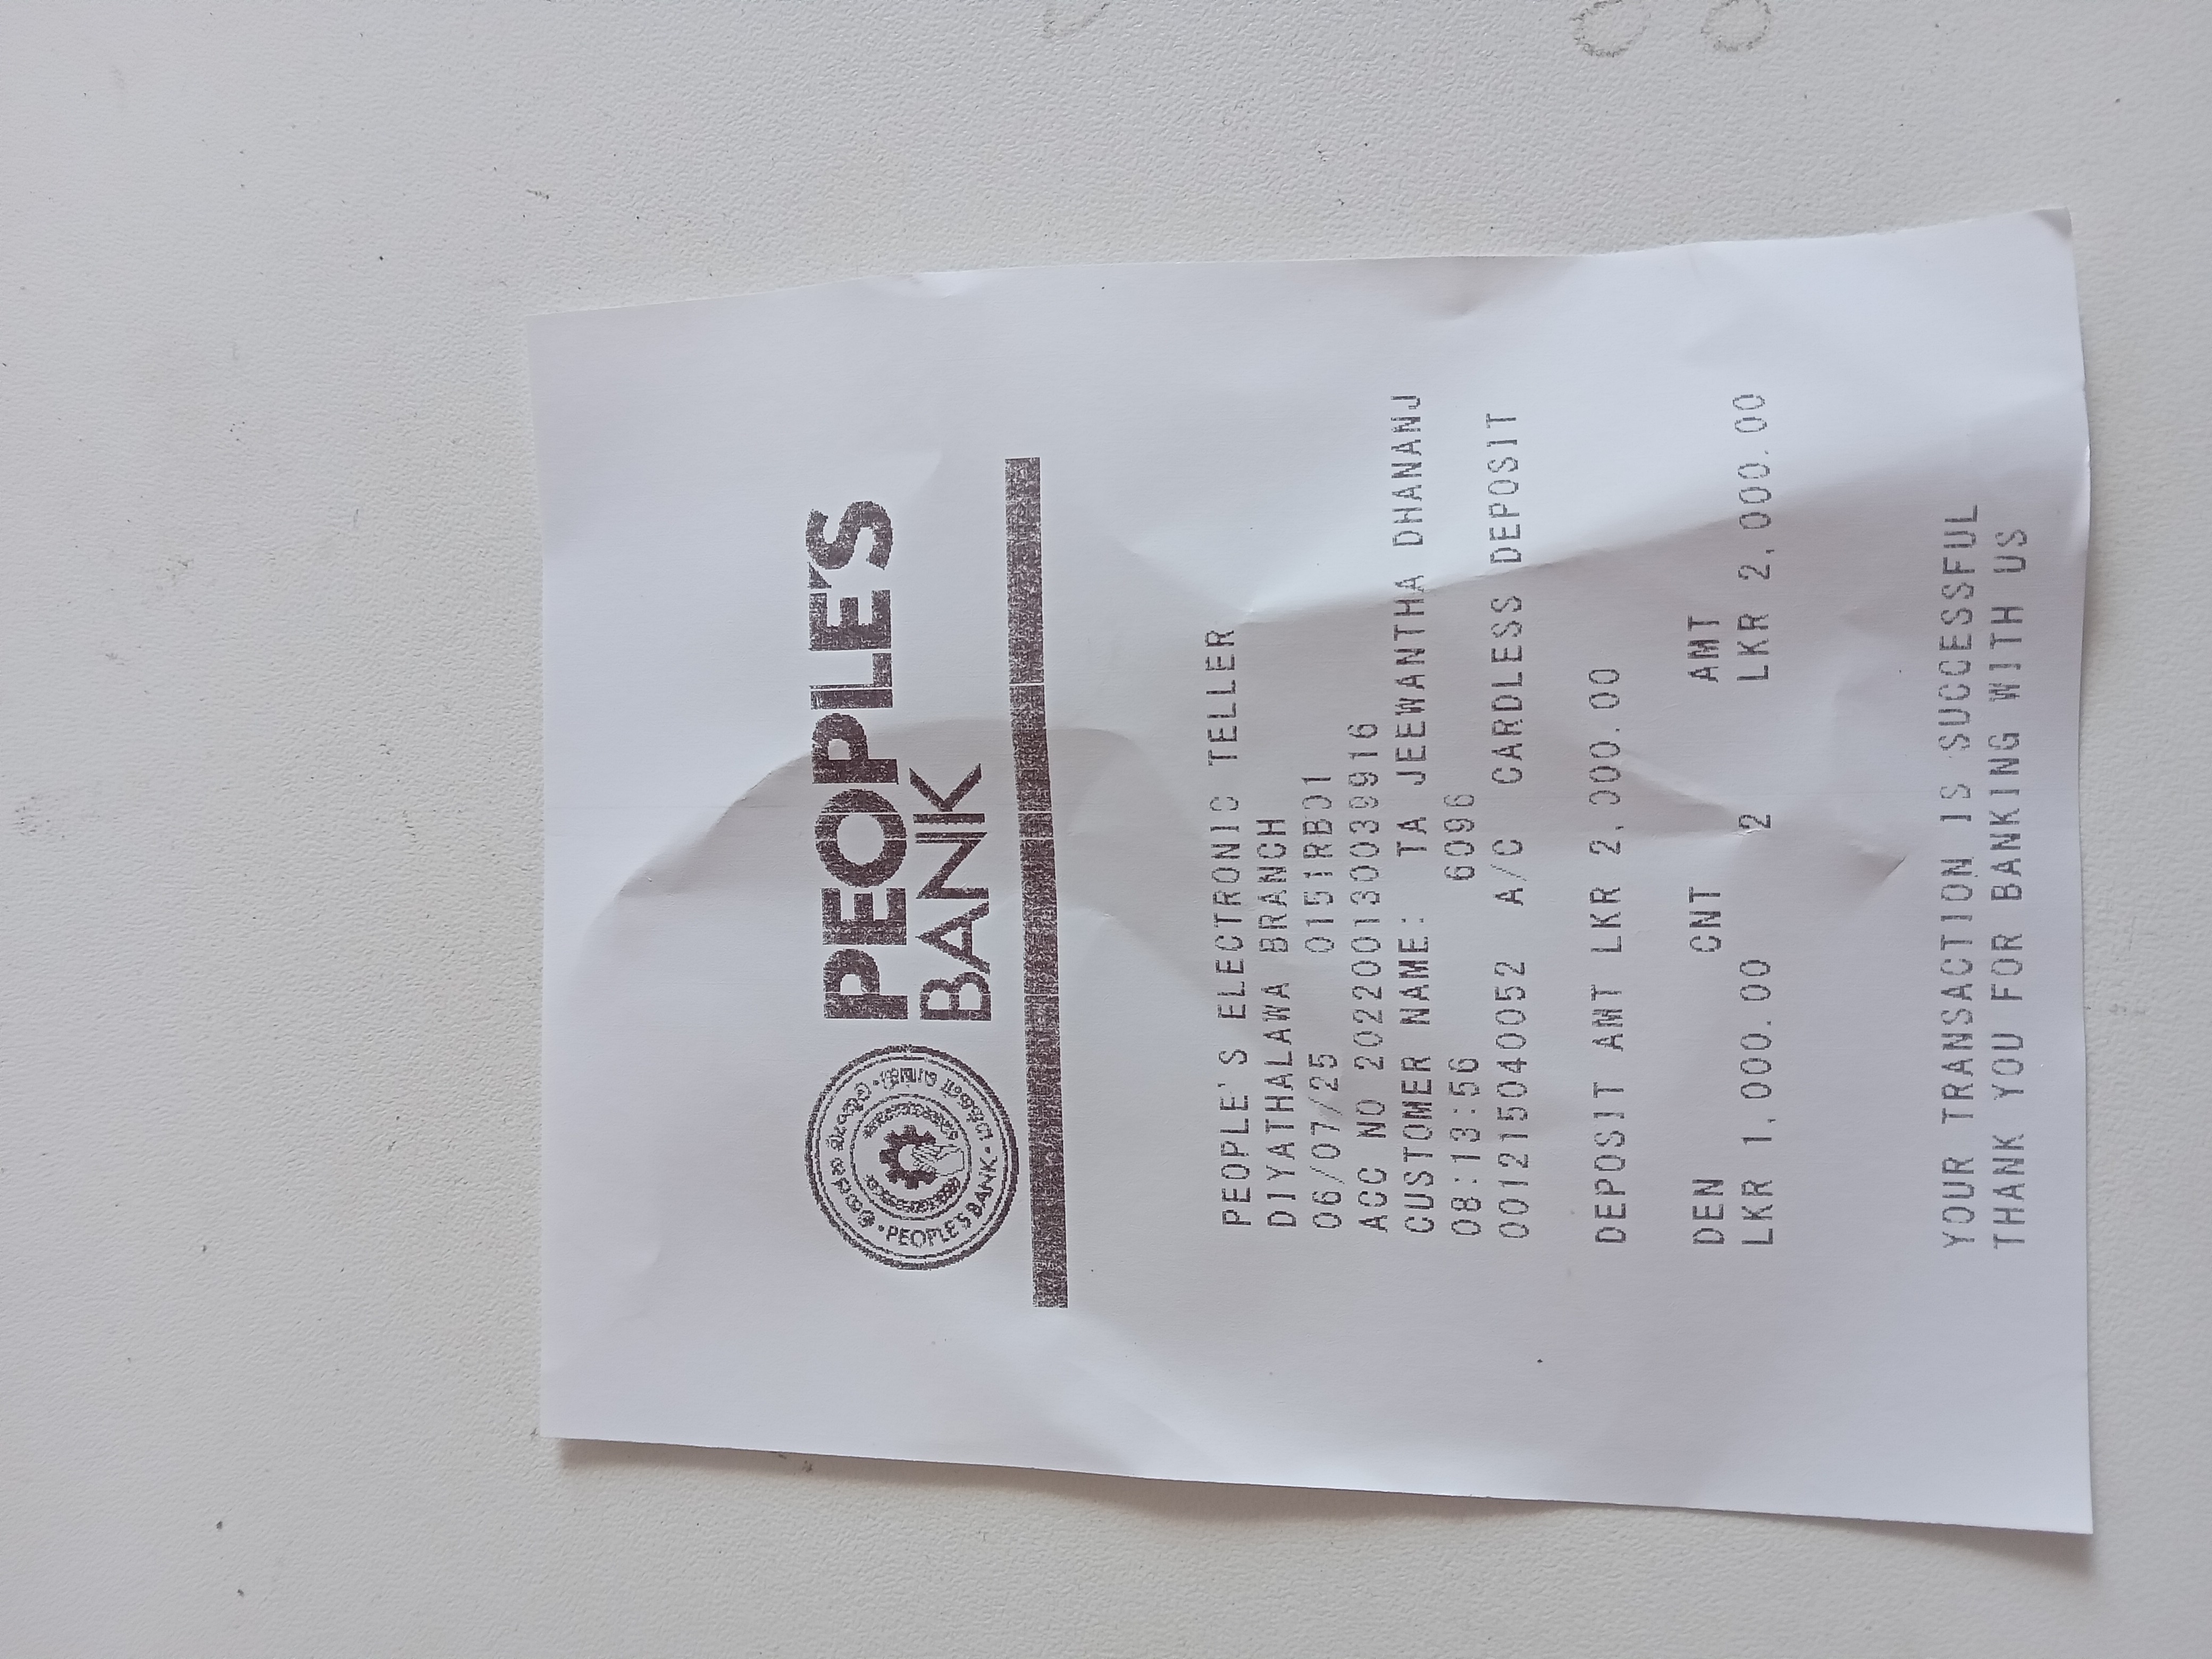 PEOPLE'S
BANK
• PEOPLE'S BANK •
PEOPLE'S ELECTRONIC TELLER
DIYATHALAWA BRANCH
06/07/25 0151RB01
ACC NO 202200130039916
CUSTOMER NAME: TA JEEWANTHA DHANANJ
08:13:56 6096
001215040052 A/C CARDLESS DEPOSIT
DEPOSIT AMT LKR 2,000.00
DEN CNT AMT
LKR 1,000.00 2 LKR 2,000.00
YOUR TRANSACTION IS SUCCESSFUL
THANK YOU FOR BANKING WITH US